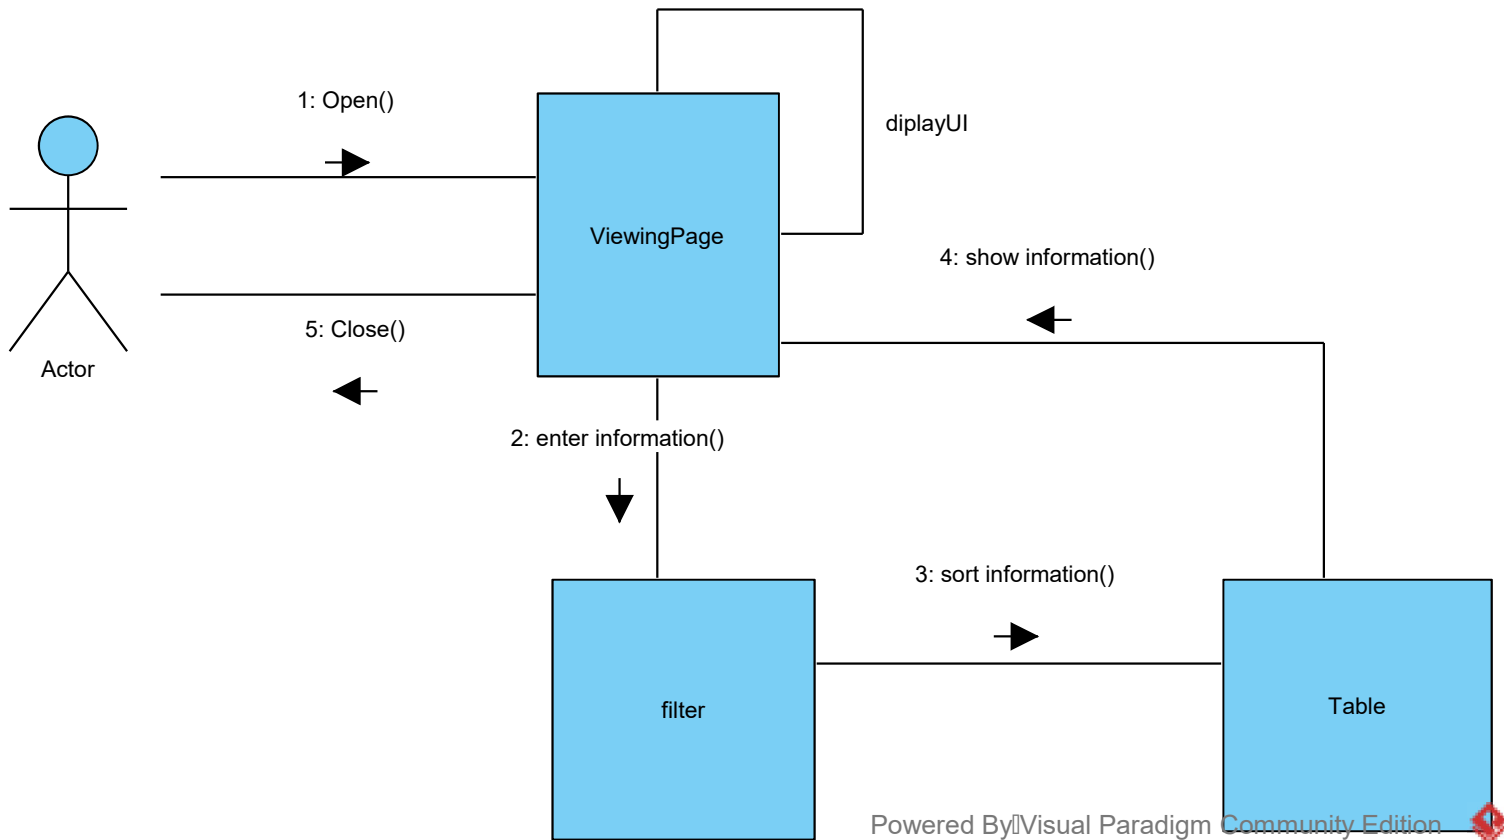 1: Open()
diplayUI
ViewingPage
4: show information()
5: Close()
Actor
2: enter information()
3: sort information()
filter
Table
Powered By Visual Paradigm Community Edition